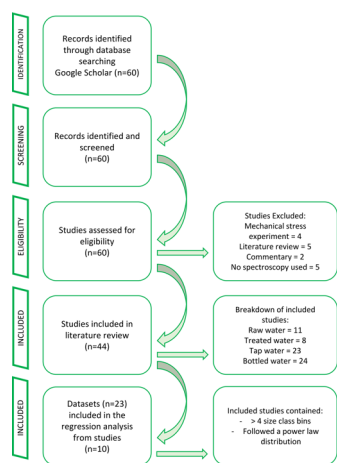 IDENTIFICATION
Records identified
through database
searching
Google Scholar (n=60)
SCREENING
Records identified and
screened
(n=60)
ELIGIBILITY
Studies assessed for
eligibility
(n=60)
Studies Excluded:
Mechanical stress
experiment = 4
Literature review = 5
Commentary = 2
No spectroscopy used = 5
INCLUDED
Studies included in
literature review
(n=44)
Breakdown of included
studies:
Raw water = 11
Treated water = 8
Tap water = 23
Bottled water = 24
INCLUDED
Datasets (n=23)
included in the
regression analysis
from studies
(n=10)
Included studies contained:
- > 4 size class bins
- Followed a power law
distribution